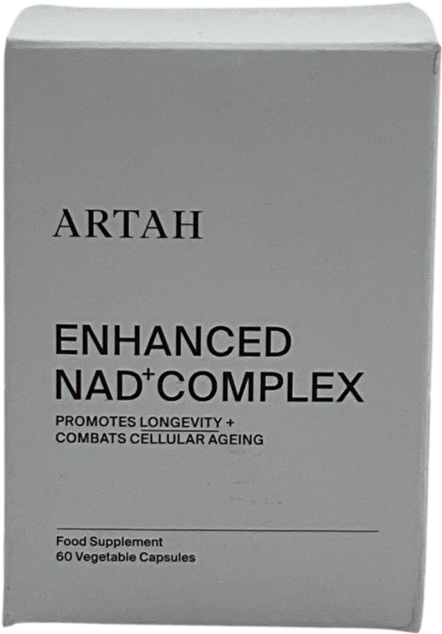 ARTAH
ENHANCED
NAD⁺COMPLEX
PROMOTES LONGEVITY +
COMBATS CELLULAR AGEING
Food Supplement
60 Vegetable Capsules